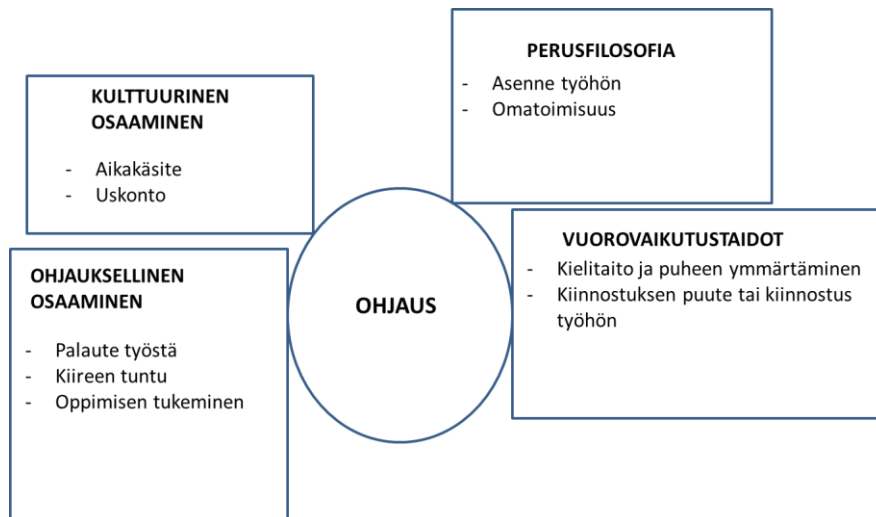 KULTTUURINEN
OSAAMINEN
- Aikakäsite
- Uskonto
PERUSFILOSOFIA
- Asenne työhön
- Omatoimisuus
OHJAUKSELLINEN
OSAAMINEN
- Palaute työstä
- Kiireen tuntu
- Oppimisen tukeminen
OHJAUS
VUOROVAIKUTUSTAIDOT
- Kielitaito ja puheen ymmärtäminen
- Kiinnostuksen puute tai kiinnostus
työhön